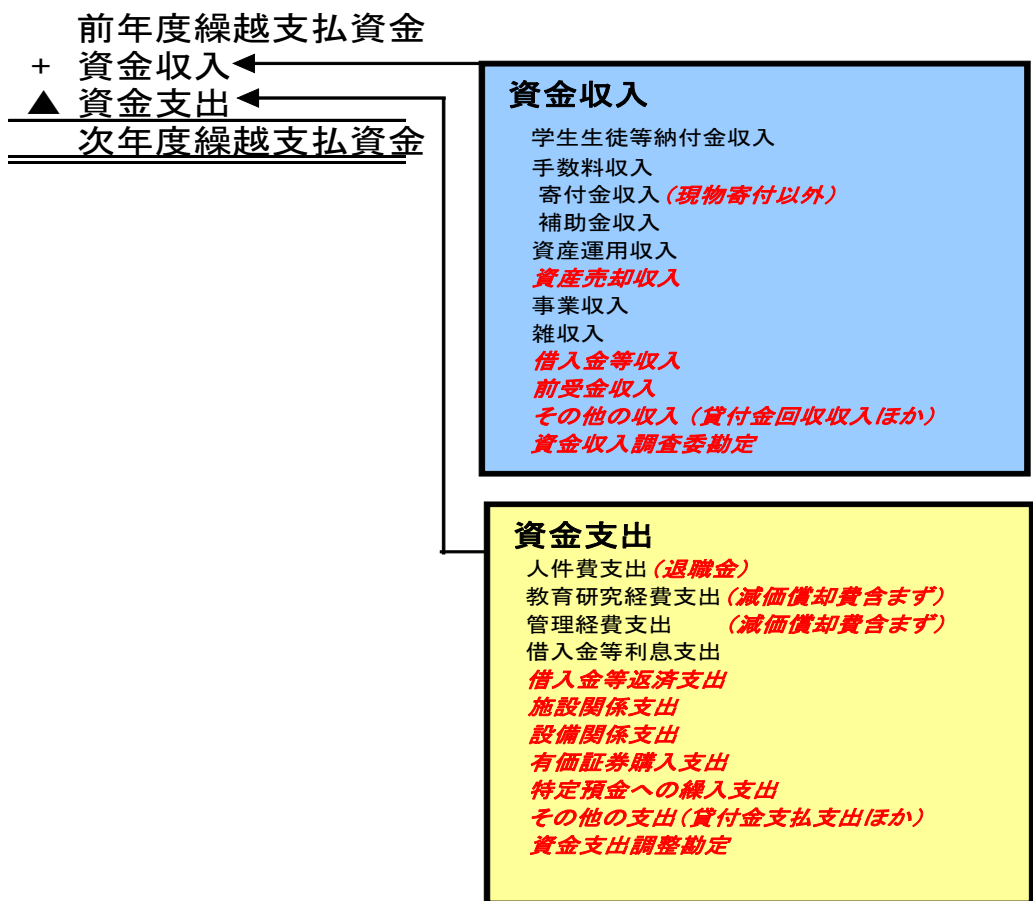 前年度繰越支払資金
+ 資金収入
▲ 資金支出
次年度繰越支払資金
資金収入
学生生徒等納付金収入
手数料収入
寄付金収入(現物寄付以外)
補助金収入
資産運用収入
資産売却収入
事業収入
雑収入
借入金等収入
前受金収入
その他の収入(貸付金回収収入ほか)
資金収入調査委勘定
資金支出
人件費支出(退職金)
教育研究経費支出(減価償却費含まず)
管理経費支出 (減価償却費含まず)
借入金等利息支出
借入金等返済支出
施設関係支出
設備関係支出
有価証券購入支出
特定預金への繰入支出
その他の支出(貸付金支払支出ほか)
資金支出調整勘定